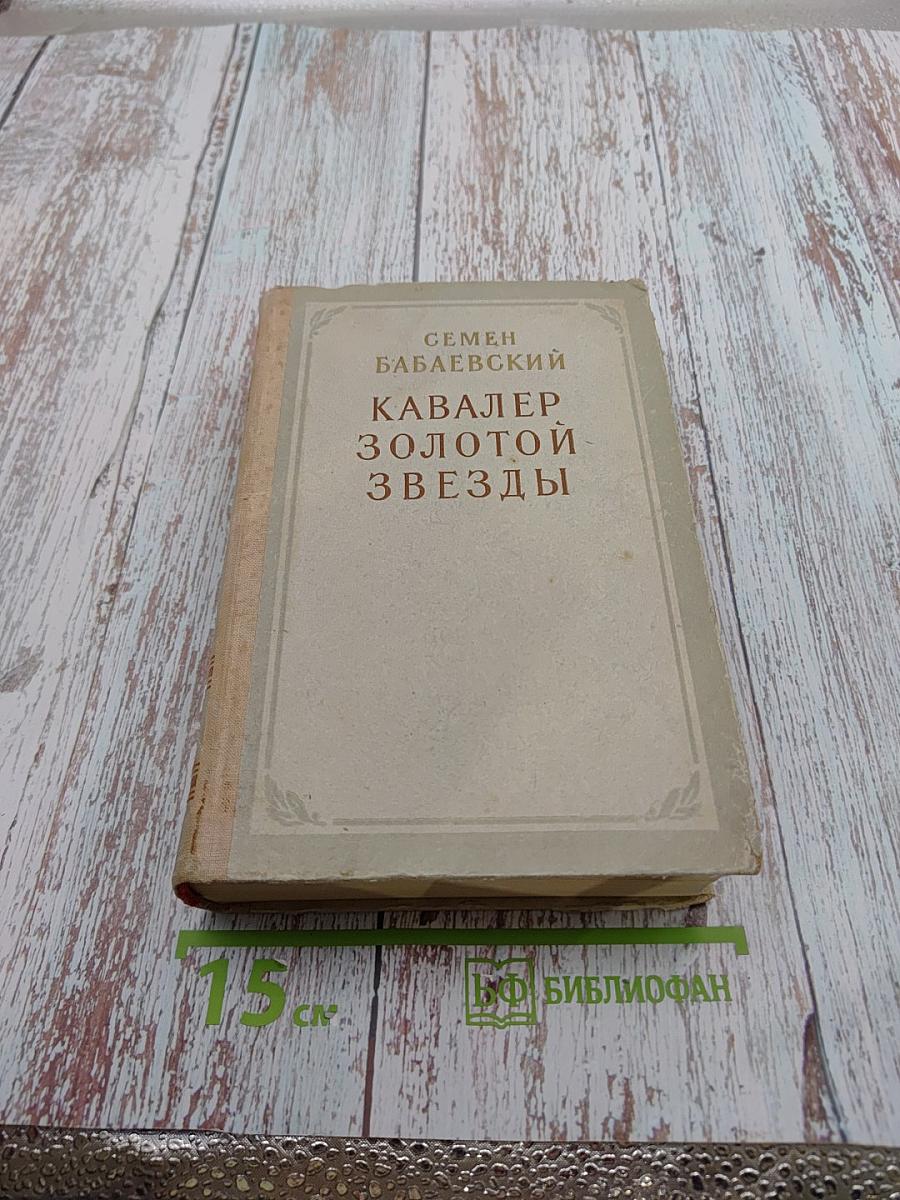 СЕМЕН
БАБАЕВСКИЙ
КАВАЛЕР
ЗОЛОТОЙ
ЗВЕЗДЫ
15 см
БФ БИБЛИОФАН